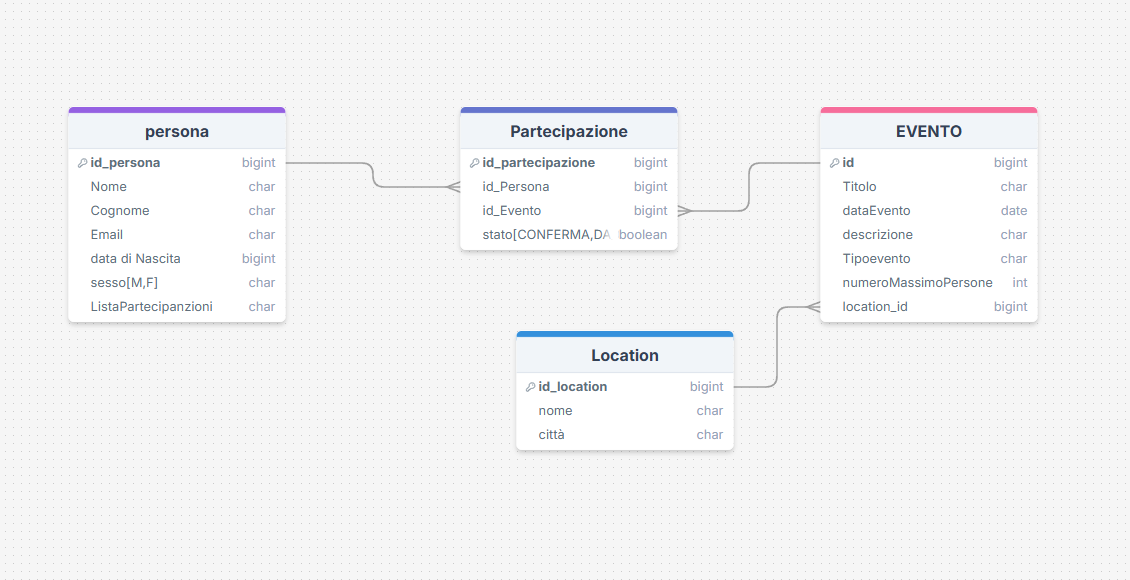 persona
id_persona bigint
Nome char
Cognome char
Email char
data di Nascita bigint
sesso[M,F] char
ListaPartecipanzioni char
Partecipazione
id_partecipazione bigint
id_Persona bigint
id_Evento bigint
stato[CONFERMA,DA boolean
EVENTO
id bigint
Titolo char
dataEvento date
descrizione char
Tipoevento char
numeroMassimoPersone int
location_id bigint
Location
id_location bigint
nome char
città char